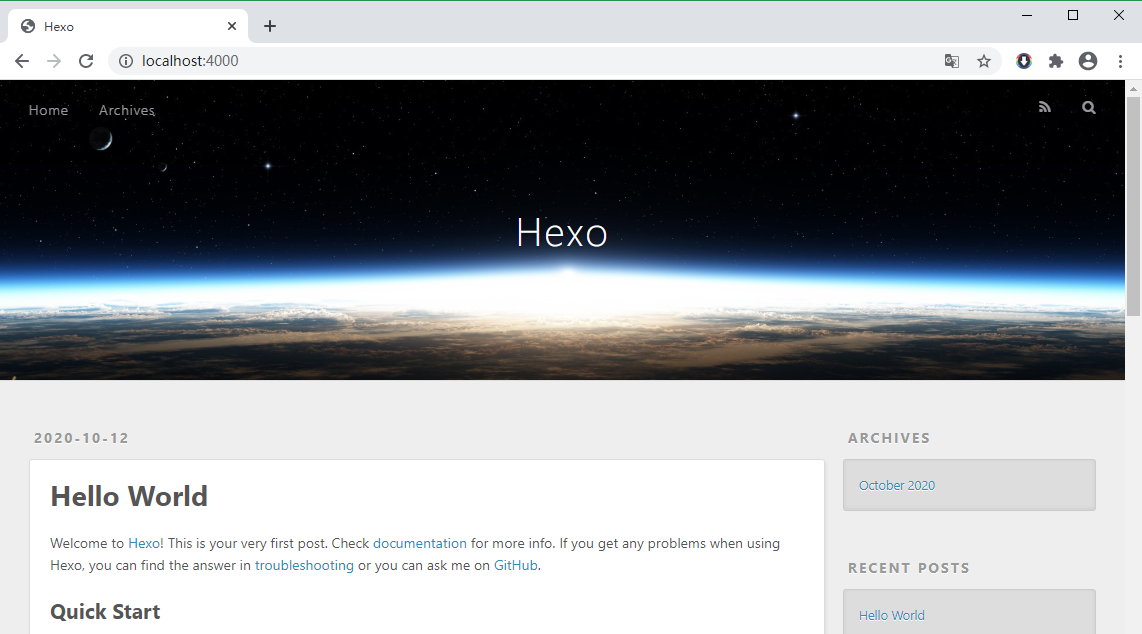 Hexo
localhost:4000
Home Archives
Hexo
2020-10-12
Hello World
Welcome to Hexo! This is your very first post. Check documentation for more info. If you get any problems when using
Hexo, you can find the answer in troubleshooting or you can ask me on GitHub.
Quick Start
ARCHIVES
October 2020
RECENT POSTS
Hello World